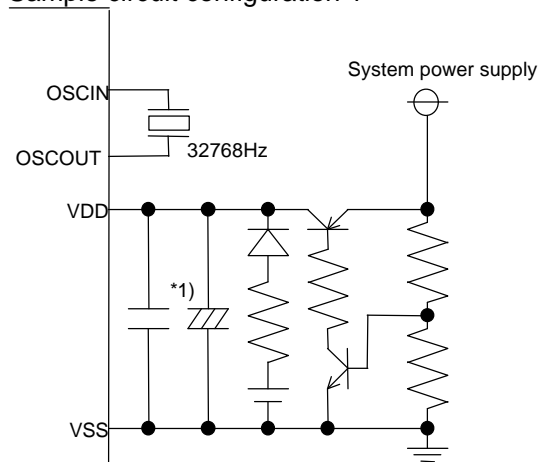 Sample circuit configuration 1
System power supply
OSCIN
OSCOUT
32768Hz
VDD
*1)
VSS